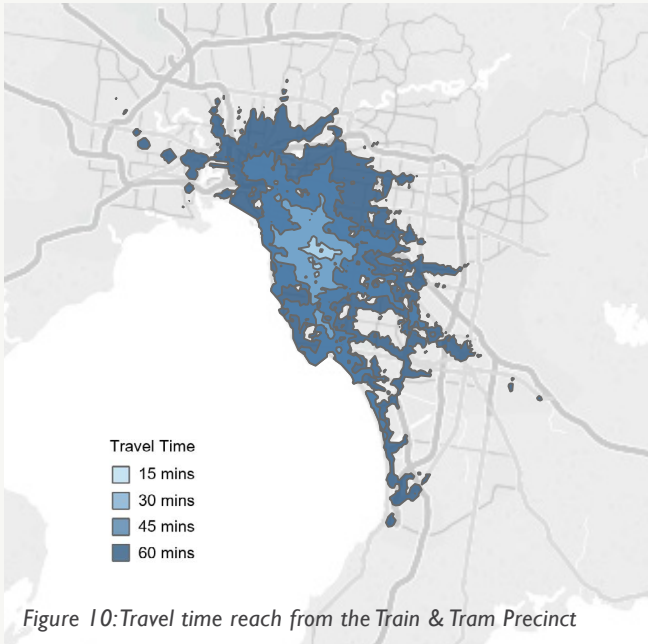 Travel Time
15 mins
30 mins
45 mins
60 mins
Figure 10: Travel time reach from the Train & Tram Precinct